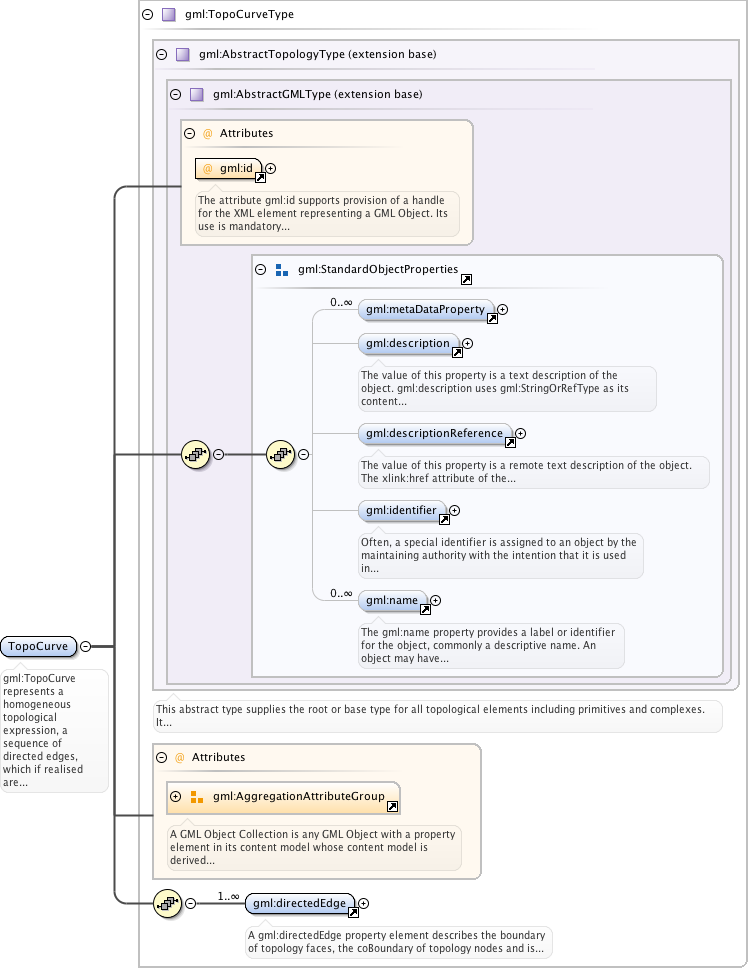 gml:TopoCurveType
gml:AbstractTopologyType (extension base)
gml:AbstractGMLType (extension base)
@ Attributes
@ gml:id
The attribute gml:id supports provision of a handle
for the XML element representing a GML Object. Its
use is mandatory...
gml:StandardObjectProperties
0..∞
gml:metaDataProperty
gml:description
The value of this property is a text description of the
object. gml:description uses gml:StringOrRefType as its
content...
gml:descriptionReference
The value of this property is a remote text description of the object.
The xlink:href attribute of the...
gml:identifier
Often, a special identifier is assigned to an object by the
maintaining authority with the intention that it is used
in...
0..∞
gml:name
The gml:name property provides a label or identifier
for the object, commonly a descriptive name. An
object may have...
TopoCurve
gml:TopoCurve
represents a
homogeneous
topological
expression, a
sequence of
directed edges,
which if realised
are...
This abstract type supplies the root or base type for all topological elements including primitives and complexes.
It...
@ Attributes
gml:AggregationAttributeGroup
A GML Object Collection is any GML Object with a property
element in its content model whose content model is
derived...
1..∞
gml:directedEdge
A gml:directedEdge property element describes the boundary
of topology faces, the coBoundary of topology nodes and is...